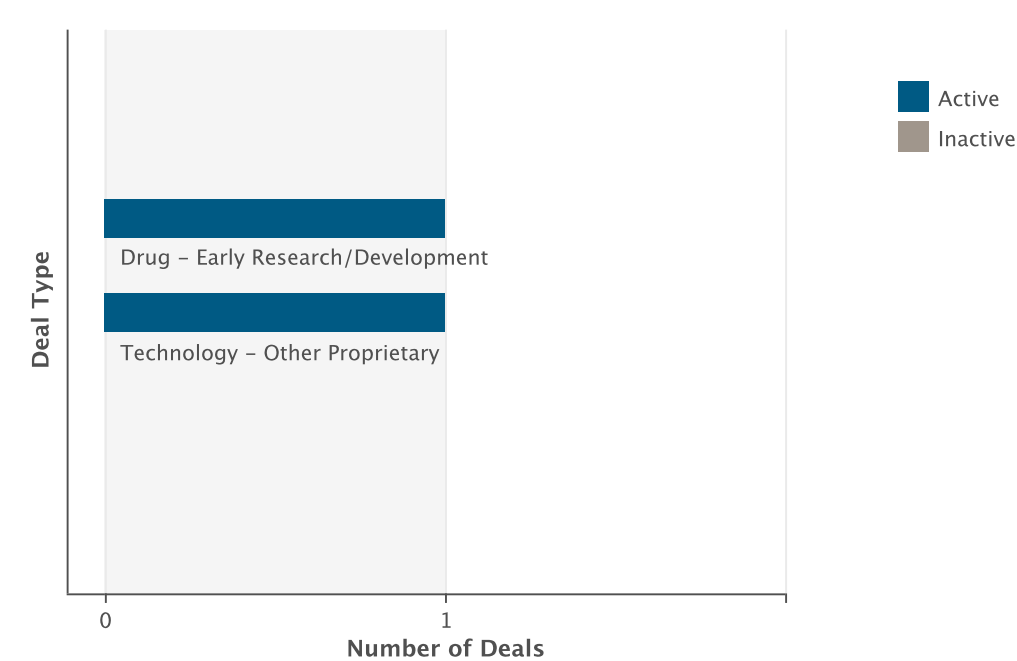 Active
Inactive
Drug – Early Research/Development
Technology – Other Proprietary
Deal Type
0 1
Number of Deals